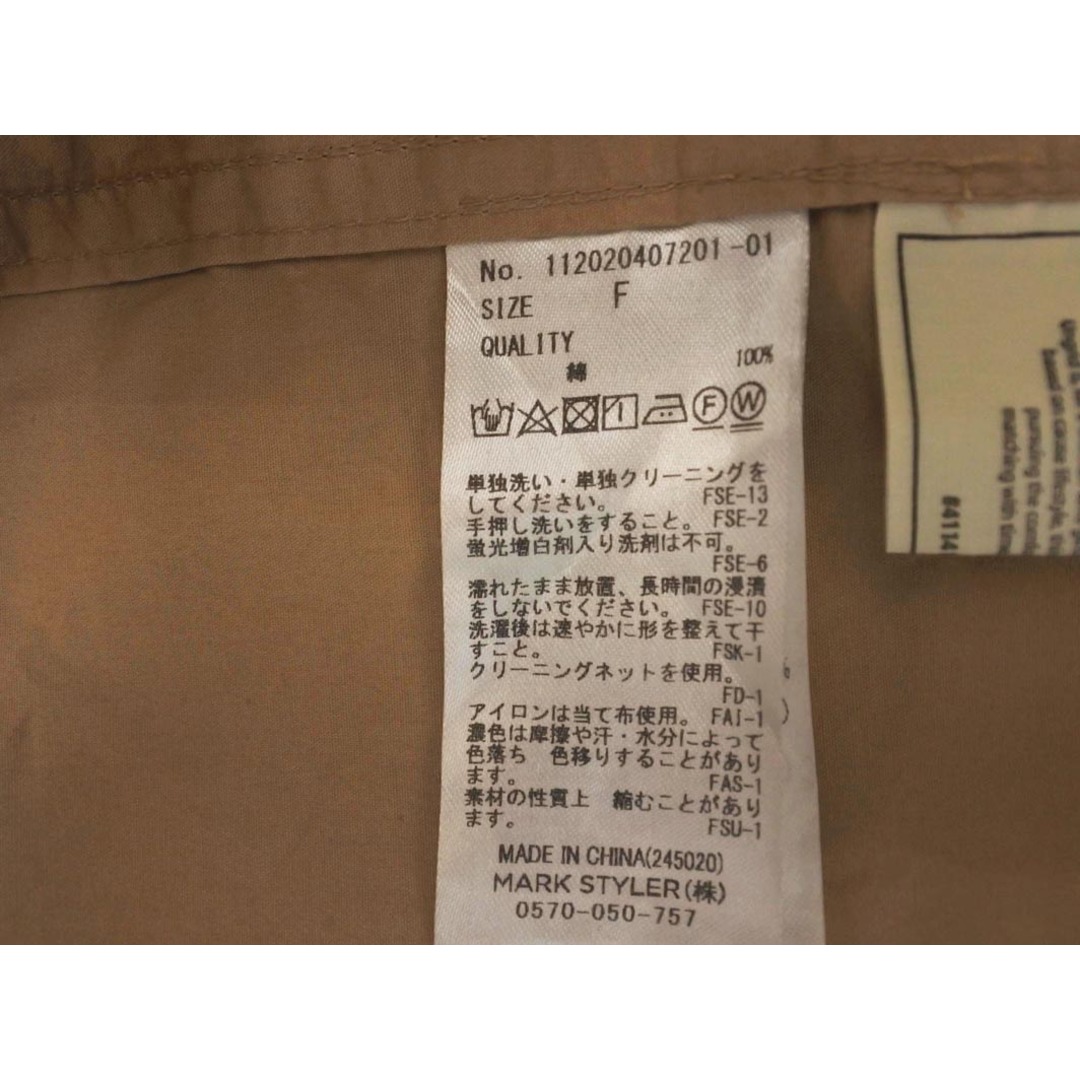 No. 112020407201-01
SIZE F
QUALITY
綿 100%
F W
単独洗い・単独クリーニングを
してください。 FSE-13
手押し洗いをすること。 FSE-2
蛍光増白剤入り洗剤は不可。
FSE-6
濡れたまま放置、長時間の浸漬
をしないでください。 FSE-10
洗濯後は速やかに形を整えて干
すこと。 FSK-1
クリーニングネットを使用。
FD-1
アイロンは当て布使用。 FAI-1
濃色は摩擦や汗・水分によって
色落ち 色移りすることがあり
ます。 FAS-1
素材の性質上 縮むことがあり
ます。 FSU-1
MADE IN CHINA(245020)
MARK STYLER(株)
0570-050-757
based on cause lifestyle,
pursuing the
matching with
#414